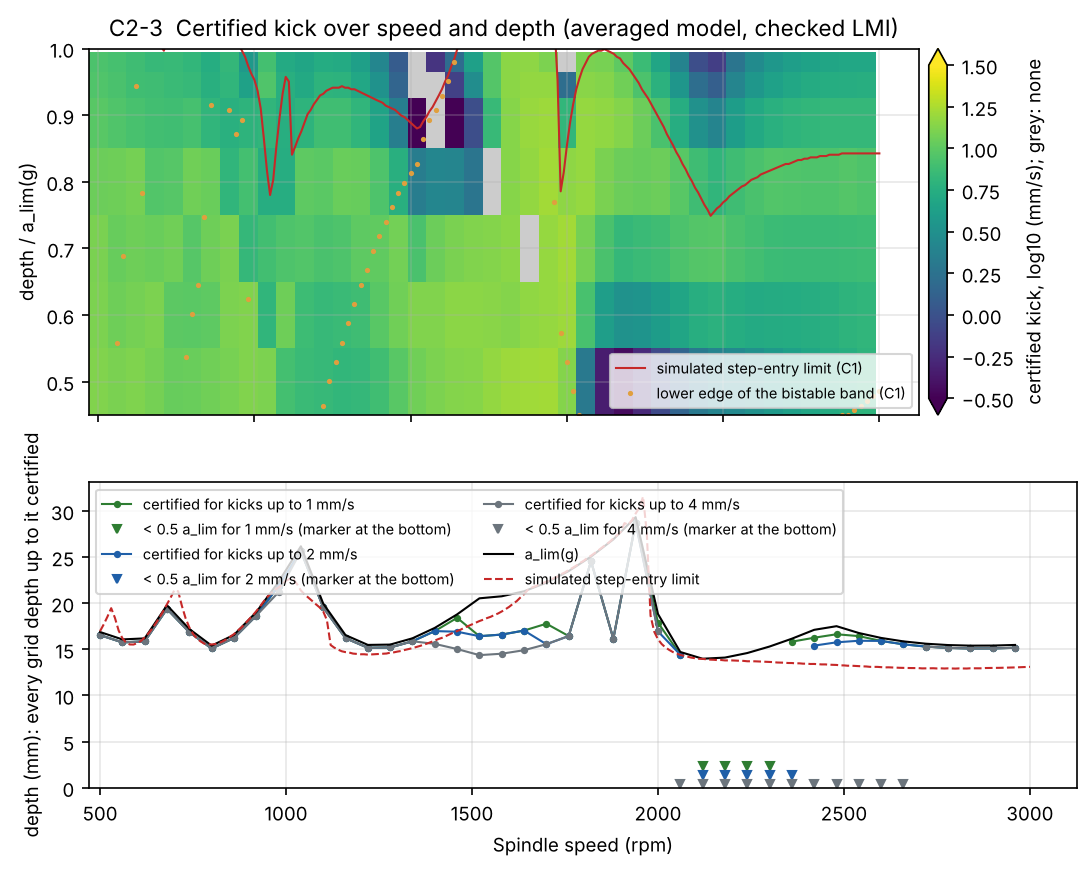 C2-3  Certified kick over speed and depth (averaged model, checked LMI)
depth / a_lim(g)
1.0
0.9
0.8
0.7
0.6
0.5
simulated step-entry limit (C1)
lower edge of the bistable band (C1)
1.50
1.25
1.00
0.75
0.50
0.25
0.00
−0.25
−0.50
certified kick, log10 (mm/s); grey: none
depth (mm): every grid depth up to it certified
30
25
20
15
10
5
0
certified for kicks up to 1 mm/s
< 0.5 a_lim for 1 mm/s (marker at the bottom)
certified for kicks up to 2 mm/s
< 0.5 a_lim for 2 mm/s (marker at the bottom)
certified for kicks up to 4 mm/s
< 0.5 a_lim for 4 mm/s (marker at the bottom)
a_lim(g)
simulated step-entry limit
500
1000
1500
2000
2500
3000
Spindle speed (rpm)